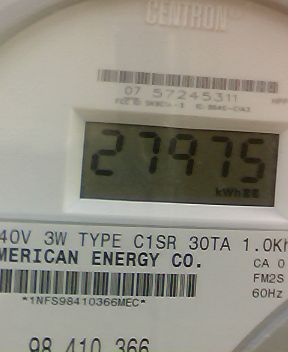 CENTRON
07 57245311
27975
kWh
40V 3W TYPE C1SR 30TA 1.0Kh
MERICAN ENERGY CO.
CA 0
FM2S
60Hz
*1NFS98410366MEC*
98 410 366